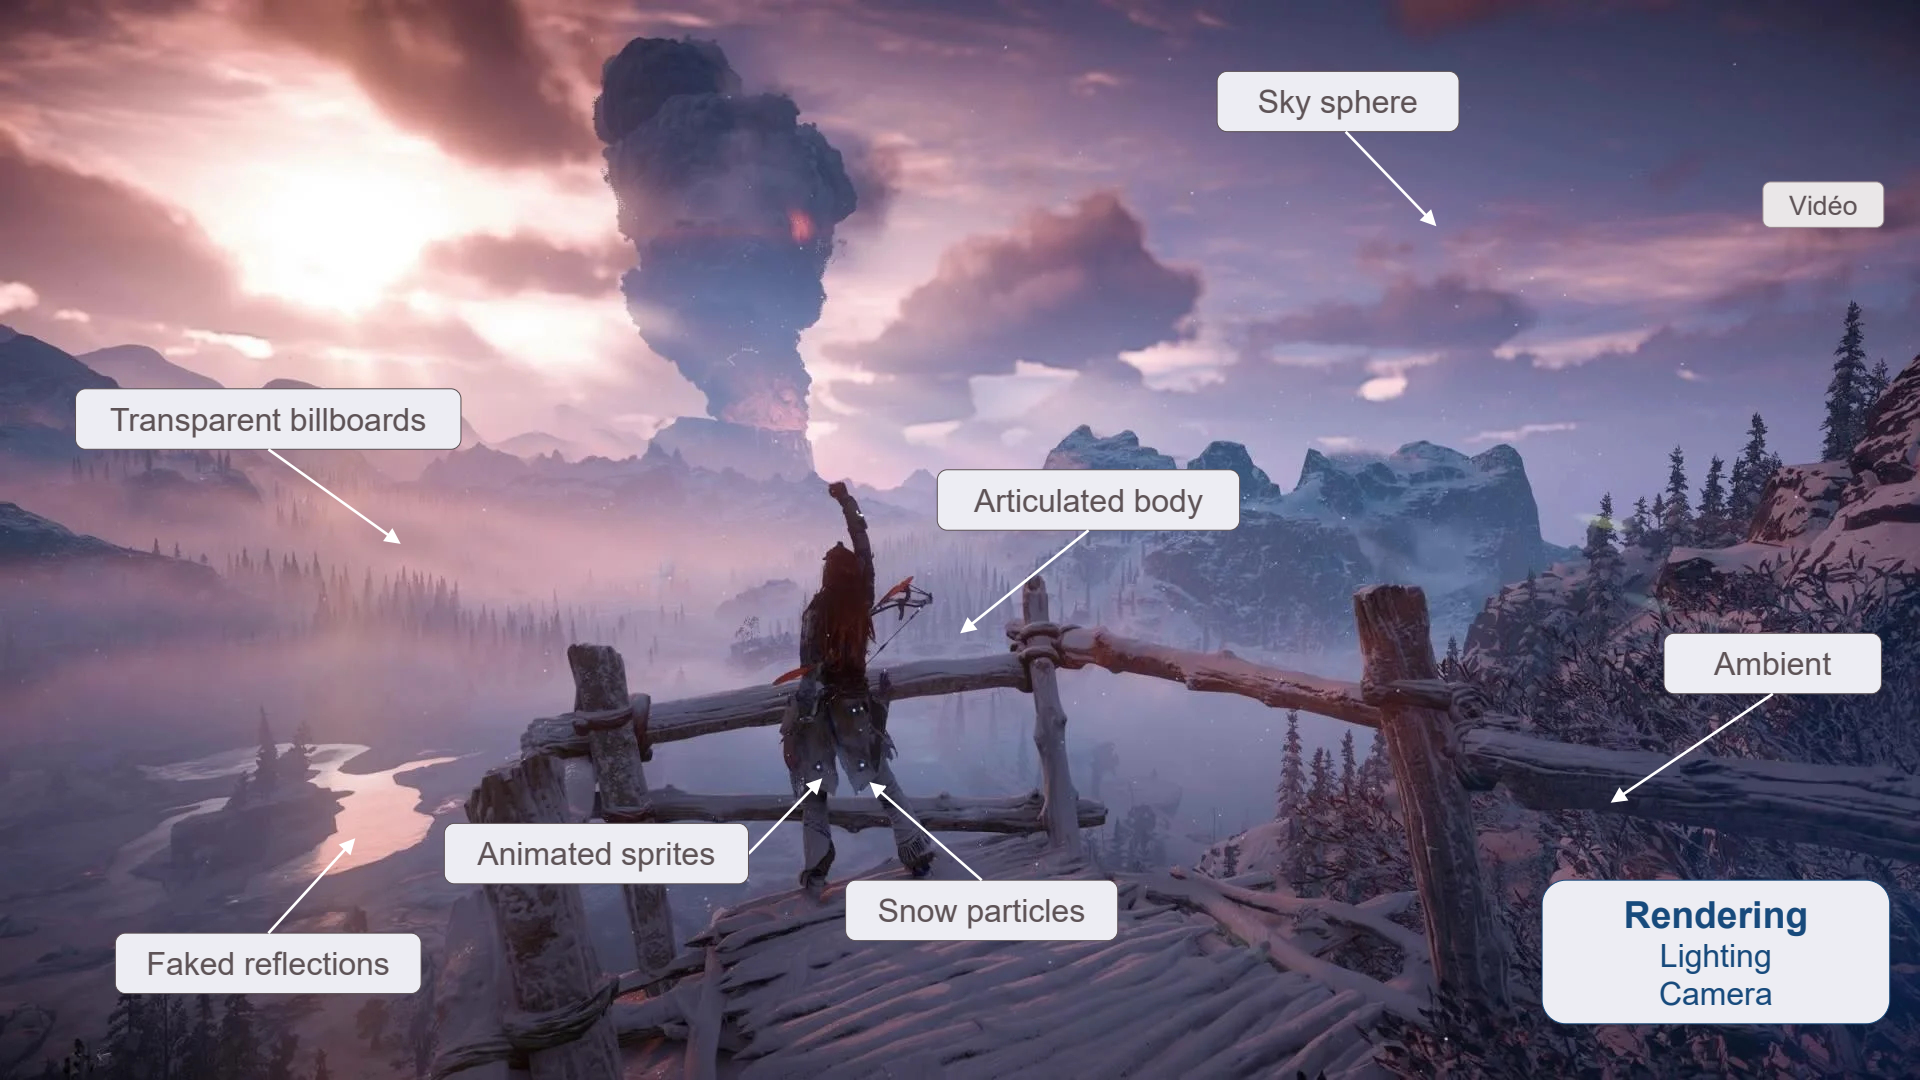 Sky sphere
Vidéo
Transparent billboards
Articulated body
Ambient
Animated sprites
Snow particles
Faked reflections
Rendering
Lighting
Camera